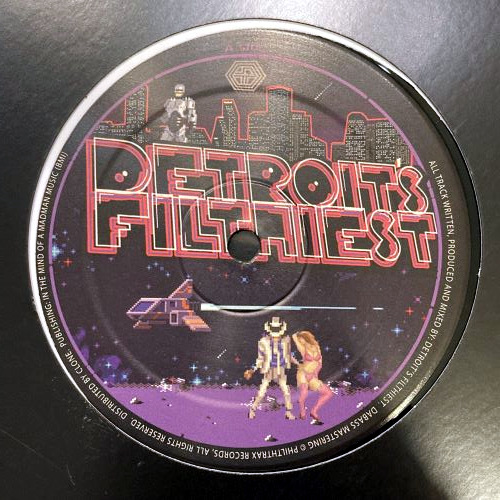 DETROIT'S
FILTHIEST
ALL TRACK WRITTEN, PRODUCED AND MIXED BY: DETROIT'S FILTHIEST. DABASS MASTERING © PHILTHTRAX RECORDS, ALL RIGHTS RESERVED. DISTRIBUTED BY CLONE. PUBLISHING: IN THE MIND OF A MADMAN MUSIC (BMI)